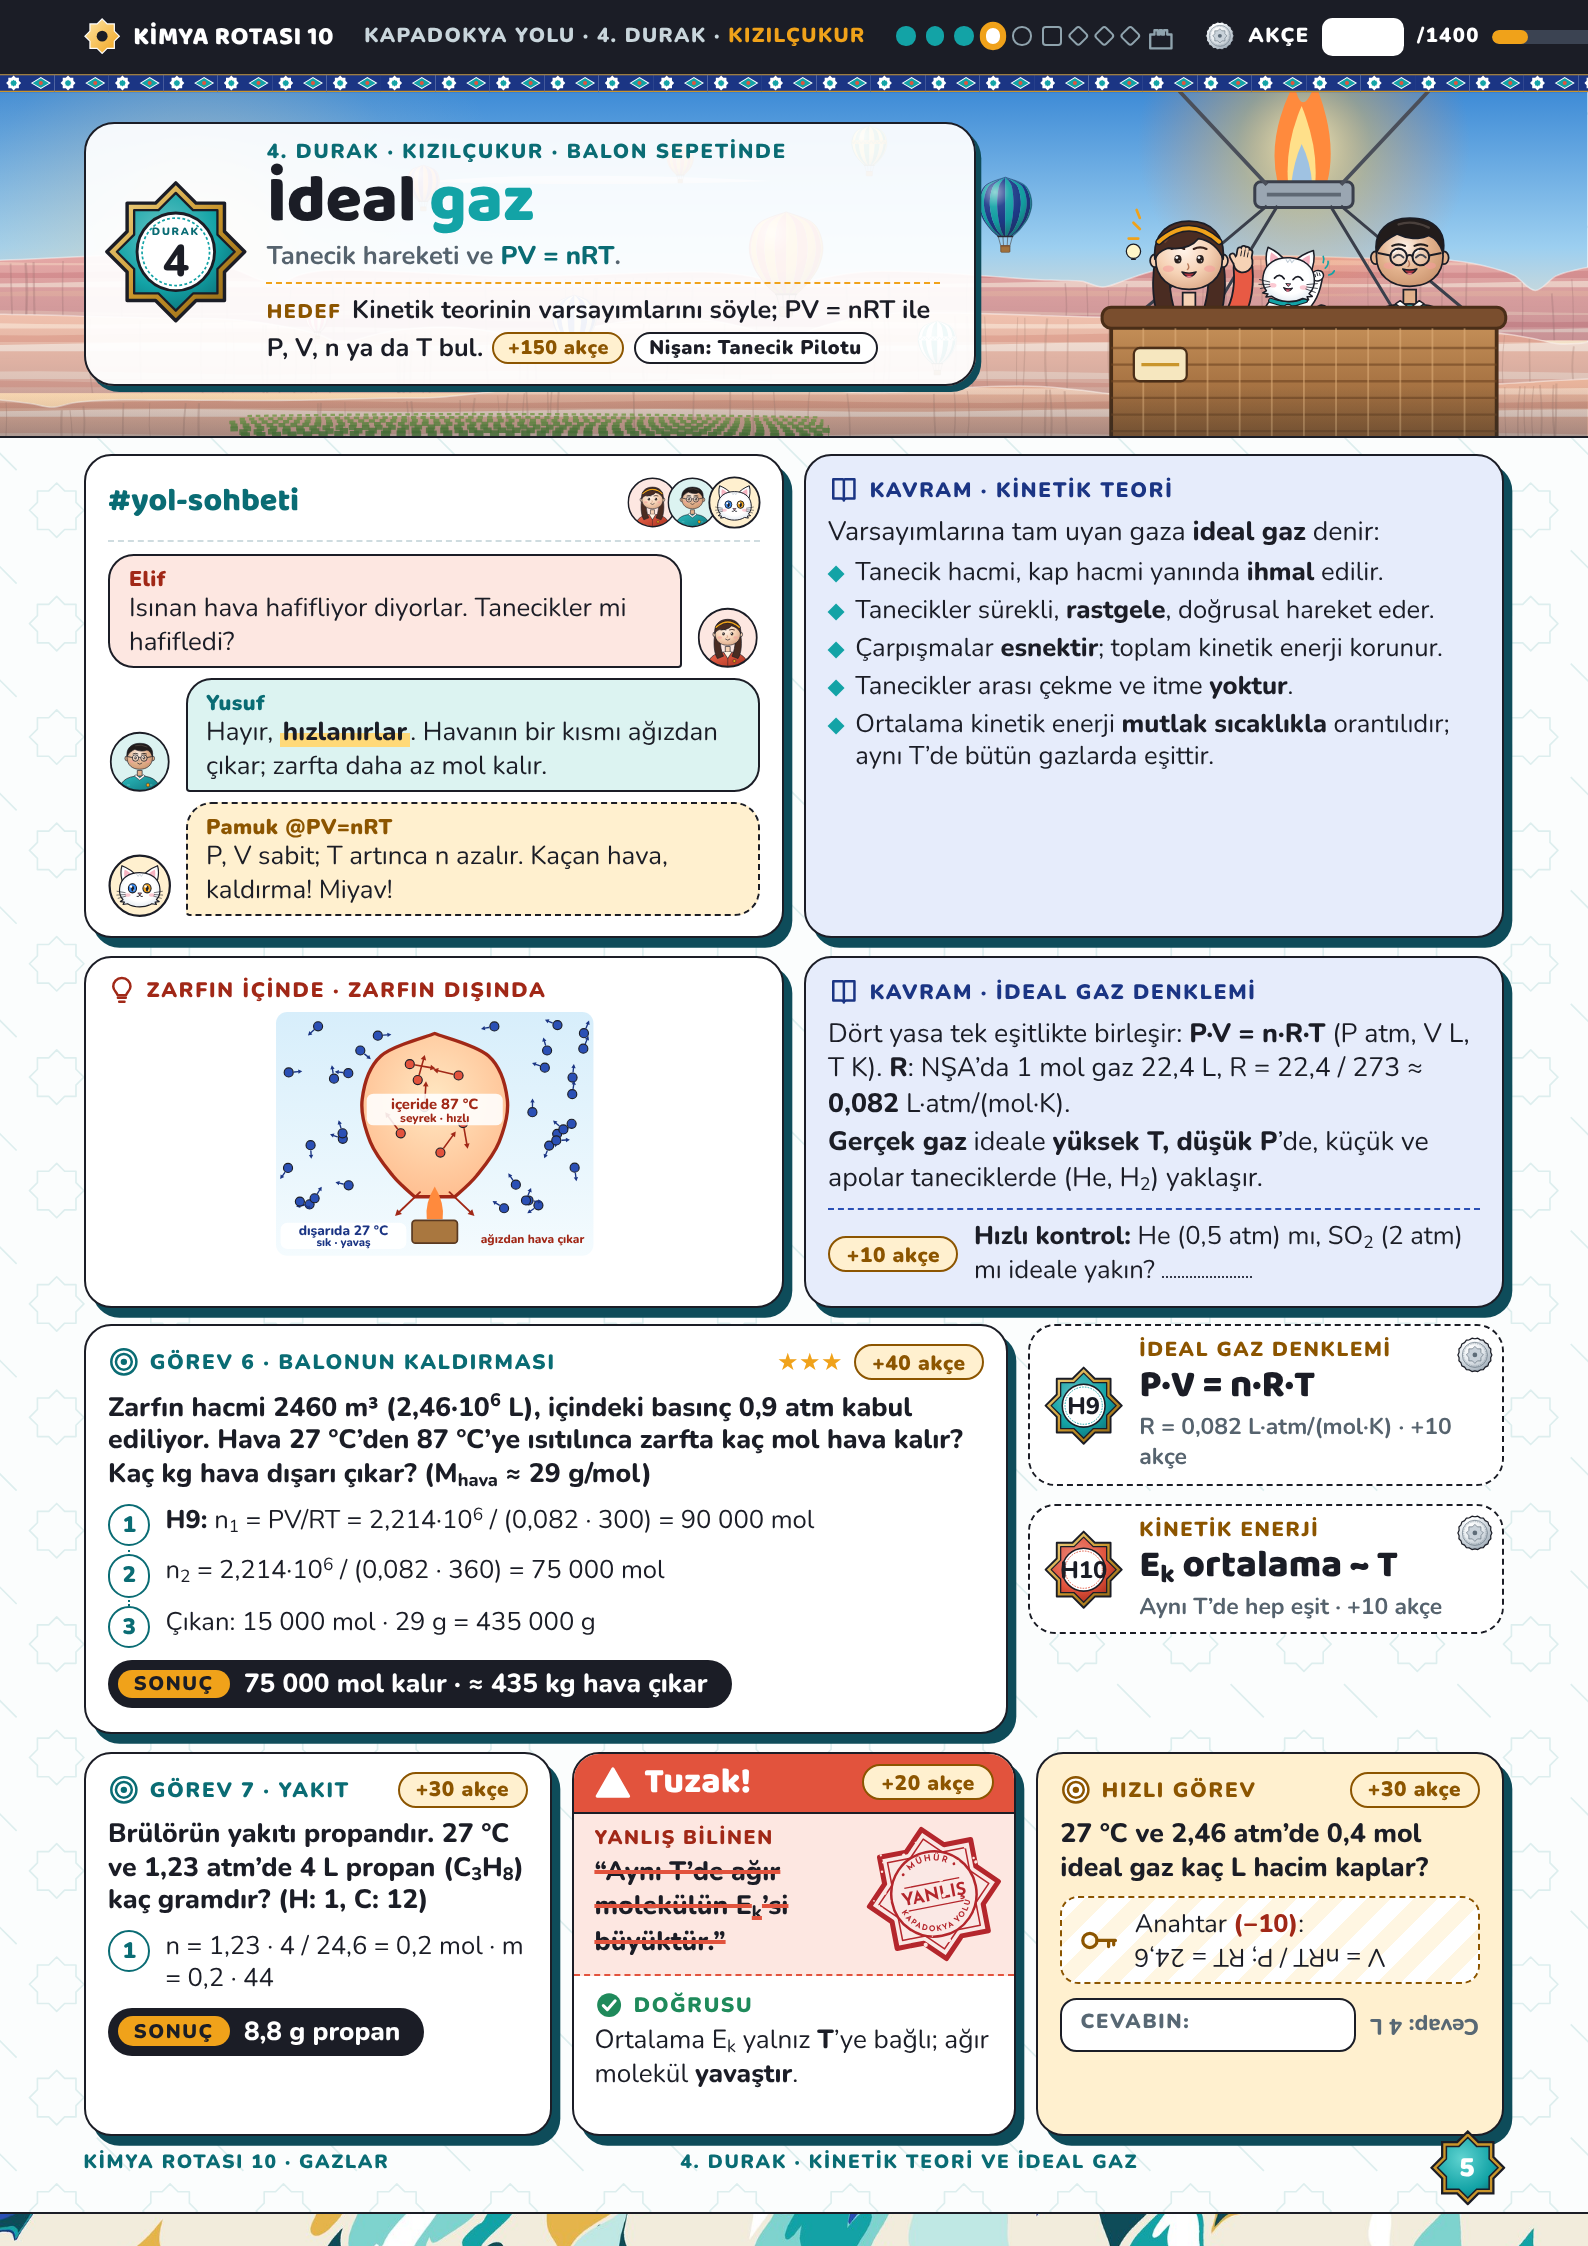 KİMYA ROTASI 10 KAPADOKYA YOLU · 4. DURAK · KIZILÇUKUR AKÇE /1400
4. DURAK · KIZILÇUKUR · BALON SEPETİNDE
DURAK
4
İdeal gaz
Tanecik hareketi ve PV = nRT.
HEDEF Kinetik teorinin varsayımlarını söyle; PV = nRT ile
P, V, n ya da T bul. +150 akçe Nişan: Tanecik Pilotu
#yol-sohbeti
Elif
Isınan hava hafifliyor diyorlar. Tanecikler mi
hafifledi?
Yusuf
Hayır, hızlanırlar. Havanın bir kısmı ağızdan
çıkar; zarfta daha az mol kalır.
Pamuk @PV=nRT
P, V sabit; T artınca n azalır. Kaçan hava,
kaldırma! Miyav!
KAVRAM · KİNETİK TEORİ
Varsayımlarına tam uyan gaza ideal gaz denir:
Tanecik hacmi, kap hacmi yanında ihmal edilir.
Tanecikler sürekli, rastgele, doğrusal hareket eder.
Çarpışmalar esnektir; toplam kinetik enerji korunur.
Tanecikler arası çekme ve itme yoktur.
Ortalama kinetik enerji mutlak sıcaklıkla orantılıdır;
aynı T’de bütün gazlarda eşittir.
ZARFIN İÇİNDE · ZARFIN DIŞINDA
içeride 87 °C
seyrek · hızlı
dışarıda 27 °C
sık · yavaş
ağızdan hava çıkar
KAVRAM · İDEAL GAZ DENKLEMİ
Dört yasa tek eşitlikte birleşir: P·V = n·R·T (P atm, V L,
T K). R: NŞA’da 1 mol gaz 22,4 L, R = 22,4 / 273 ≈
0,082 L·atm/(mol·K).
Gerçek gaz ideale yüksek T, düşük P’de, küçük ve
apolar taneciklerde (He, H₂) yaklaşır.
+10 akçe
Hızlı kontrol: He (0,5 atm) mı, SO₂ (2 atm)
mı ideale yakın? ....................
GÖREV 6 · BALONUN KALDIRMASI ★★★ +40 akçe
Zarfın hacmi 2460 m³ (2,46·10⁶ L), içindeki basınç 0,9 atm kabul
ediliyor. Hava 27 °C’den 87 °C’ye ısıtılınca zarfta kaç mol hava kalır?
Kaç kg hava dışarı çıkar? (Mhava ≈ 29 g/mol)
1 H9: n₁ = PV/RT = 2,214·10⁶ / (0,082 · 300) = 90 000 mol
2 n₂ = 2,214·10⁶ / (0,082 · 360) = 75 000 mol
3 Çıkan: 15 000 mol · 29 g = 435 000 g
SONUÇ 75 000 mol kalır · ≈ 435 kg hava çıkar
İDEAL GAZ DENKLEMİ
H9
P·V = n·R·T
R = 0,082 L·atm/(mol·K) · +10
akçe
KİNETİK ENERJİ
H10
Eₖ ortalama ~ T
Aynı T’de hep eşit · +10 akçe
GÖREV 7 · YAKIT +30 akçe
Brülörün yakıtı propandır. 27 °C
ve 1,23 atm’de 4 L propan (C₃H₈)
kaç gramdır? (H: 1, C: 12)
1 n = 1,23 · 4 / 24,6 = 0,2 mol · m
= 0,2 · 44
SONUÇ 8,8 g propan
Tuzak! +20 akçe
YANLIŞ BİLİNEN
“Aynı T’de ağır
molekülün Eₖ’si
büyüktür.”
MÜHÜR
YANLIŞ
KAPADOKYA YOLU
DOĞRUSU
Ortalama Eₖ yalnız T’ye bağlı; ağır
molekül yavaştır.
HIZLI GÖREV +30 akçe
27 °C ve 2,46 atm’de 0,4 mol
ideal gaz kaç L hacim kaplar?
Anahtar (−10):
V = nRT / P; RT = 24,6
CEVABIN:
Cevap: 4 L
KİMYA ROTASI 10 · GAZLAR
4. DURAK · KİNETİK TEORİ VE İDEAL GAZ
5